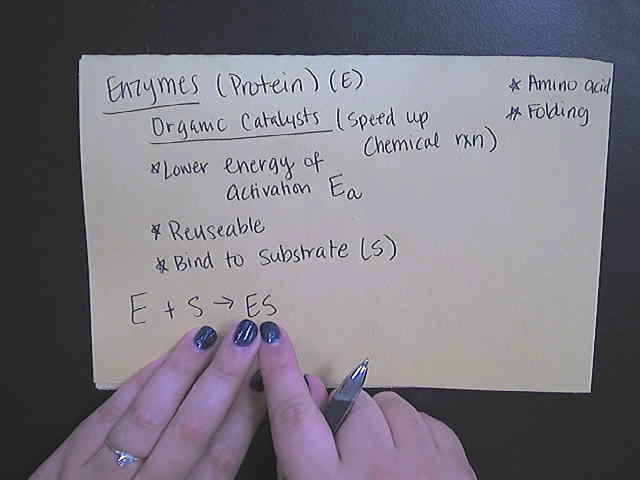 Enzymes (Protein) (E)
Organic Catalysts (speed up
Chemical rxn)
*Lower energy of
activation Ea
* Reuseable
* Bind to substrate (S)
E + S → ES
* Amino acid
* Folding